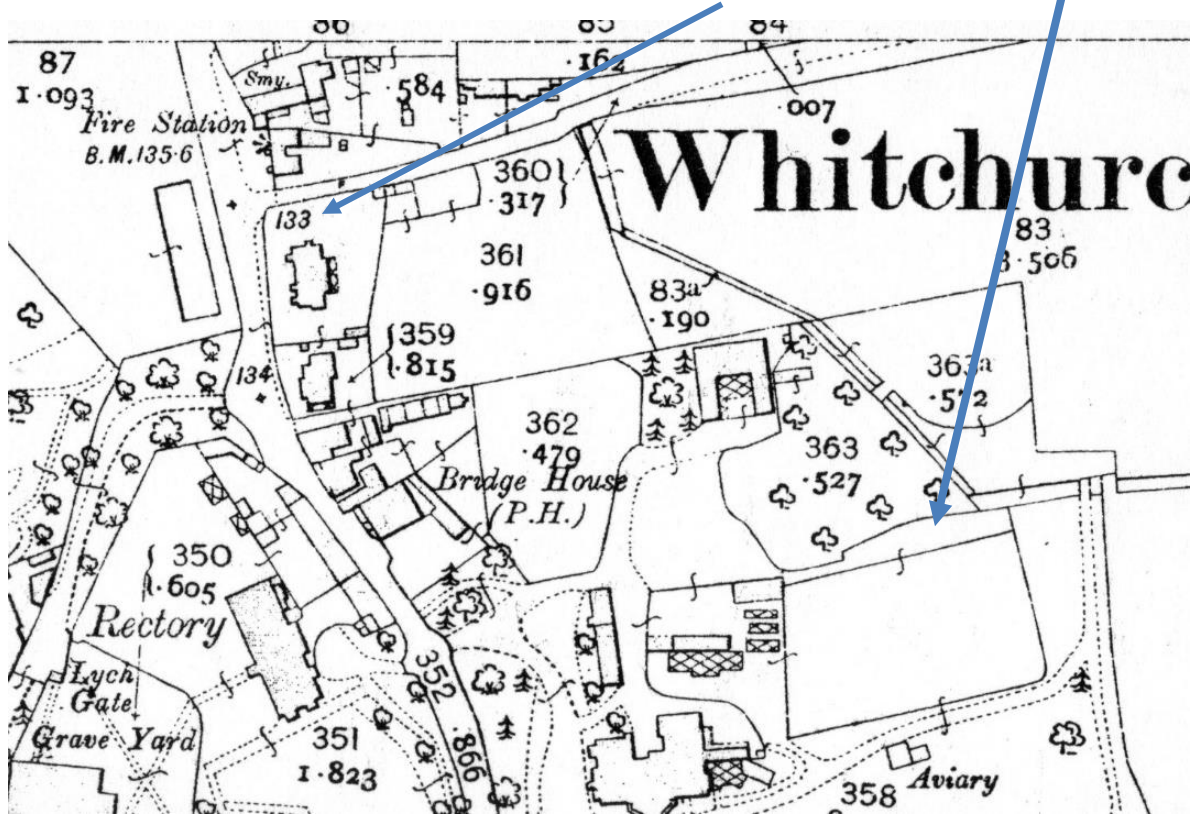 86
85
84
87
1·093
Smy.
·584
·162
007
Fire Station
B.M.135·6
B
P
Whitchurc
360
·317
133
361
·916
83
3·506
83a
·190
359
·815
134
363a
·572
362
·479
363
·527
Bridge House
(P.H.)
350
·605
Rectory
Lych
Gate
Grave Yard
352
·866
351
1·823
Aviary
358